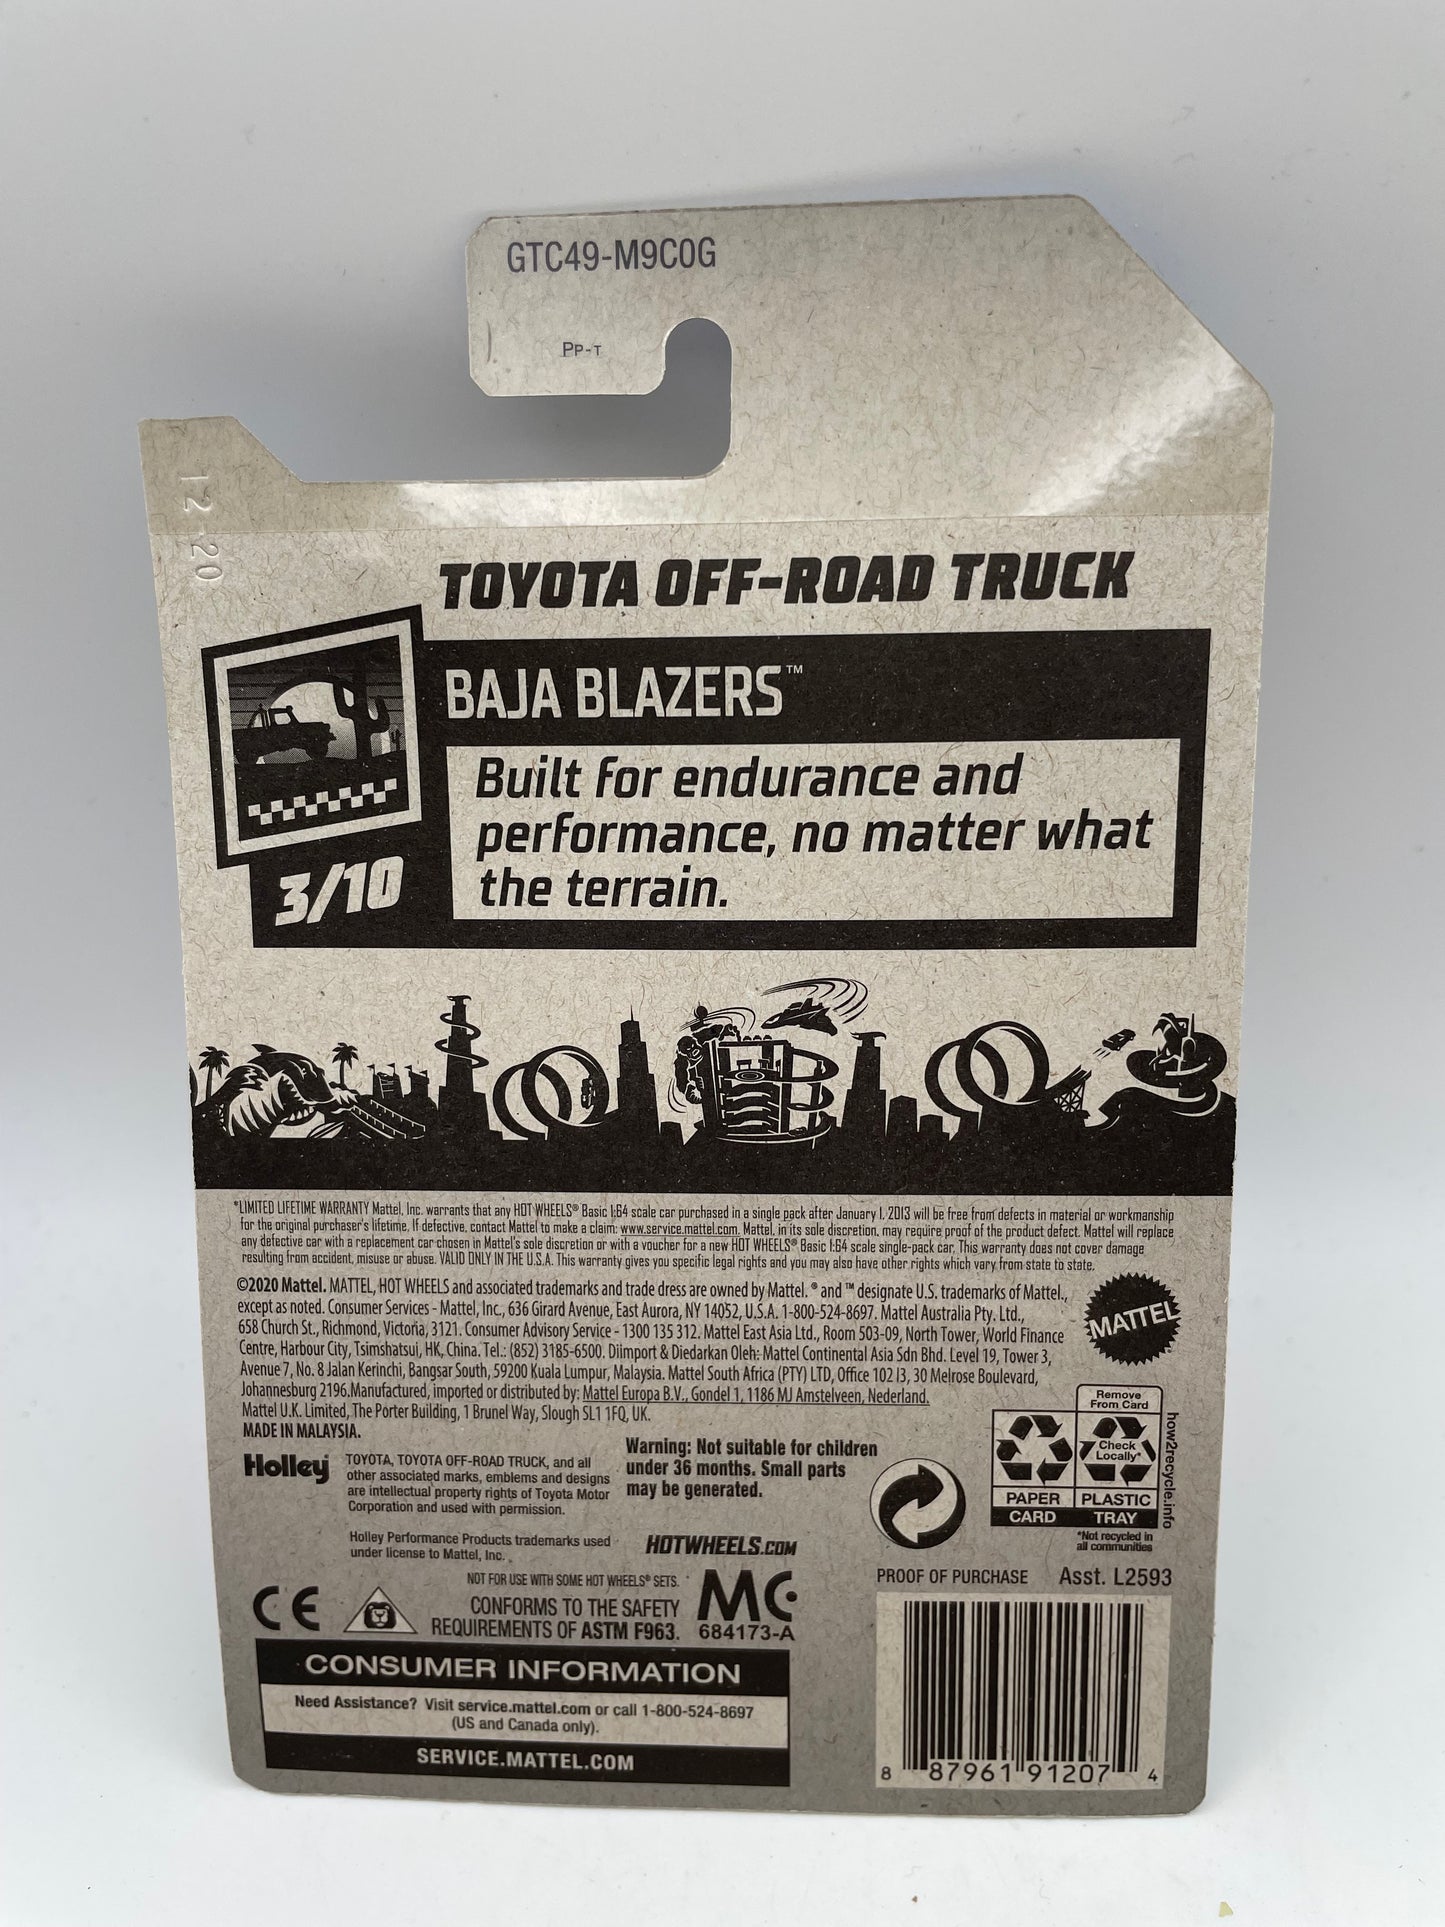 GTC49-M9C0G
PP-T
12 20
TOYOTA OFF-ROAD TRUCK
BAJA BLAZERS™
Built for endurance and
performance, no matter what
the terrain.
3/10
*LIMITED LIFETIME WARRANTY Mattel, Inc. warrants that any HOT WHEELS® Basic 1:64 scale car purchased in a single pack after January 1, 2013 will be free from defects in material or workmanship
for the original purchaser's lifetime. If defective, contact Mattel to make a claim: www.service.mattel.com. Mattel, in its sole discretion, may require proof of the product defect. Mattel will replace
any defective car with a replacement car chosen in Mattel's sole discretion or with a voucher for a new HOT WHEELS® Basic 1:64 scale single-pack car. This warranty does not cover damage
resulting from accident, misuse or abuse. VALID ONLY IN THE U.S.A. This warranty gives you specific legal rights and you may also have other rights which vary from state to state.
©2020 Mattel. MATTEL, HOT WHEELS and associated trademarks and trade dress are owned by Mattel. ® and ™ designate U.S. trademarks of Mattel.,
except as noted. Consumer Services - Mattel, Inc., 636 Girard Avenue, East Aurora, NY 14052, U.S.A. 1-800-524-8697. Mattel Australia Pty. Ltd.,
658 Church St., Richmond, Victoria, 3121. Consumer Advisory Service - 1300 135 312. Mattel East Asia Ltd., Room 503-09, North Tower, World Finance
Centre, Harbour City, Tsimshatsui, HK, China. Tel.: (852) 3185-6500. Diimport & Diedarkan Oleh: Mattel Continental Asia Sdn Bhd. Level 19, Tower 3,
Avenue 7, No. 8 Jalan Kerinchi, Bangsar South, 59200 Kuala Lumpur, Malaysia. Mattel South Africa (PTY) LTD, Office 102 I3, 30 Melrose Boulevard,
Johannesburg 2196.Manufactured, imported or distributed by: Mattel Europa B.V., Gondel 1, 1186 MJ Amstelveen, Nederland.
Mattel U.K. Limited, The Porter Building, 1 Brunel Way, Slough SL1 1FQ, UK.
MADE IN MALAYSIA.
MATTEL
Holley
TOYOTA, TOYOTA OFF-ROAD TRUCK, and all
other associated marks, emblems and designs
are intellectual property rights of Toyota Motor
Corporation and used with permission.
Warning: Not suitable for children
under 36 months. Small parts
may be generated.
Remove
From Card
Check
Locally*
PAPER
PLASTIC
CARD
TRAY
*Not recycled in
all communities
how2recycle.info
Holley Performance Products trademarks used
under license to Mattel, Inc.
HOTWHEELS.COM
NOT FOR USE WITH SOME HOT WHEELS® SETS.
CE
CONFORMS TO THE SAFETY
REQUIREMENTS OF ASTM F963.
MC
684173-A
PROOF OF PURCHASE
Asst. L2593
CONSUMER INFORMATION
Need Assistance? Visit service.mattel.com or call 1-800-524-8697
(US and Canada only).
SERVICE.MATTEL.COM
8 87961 91207 4